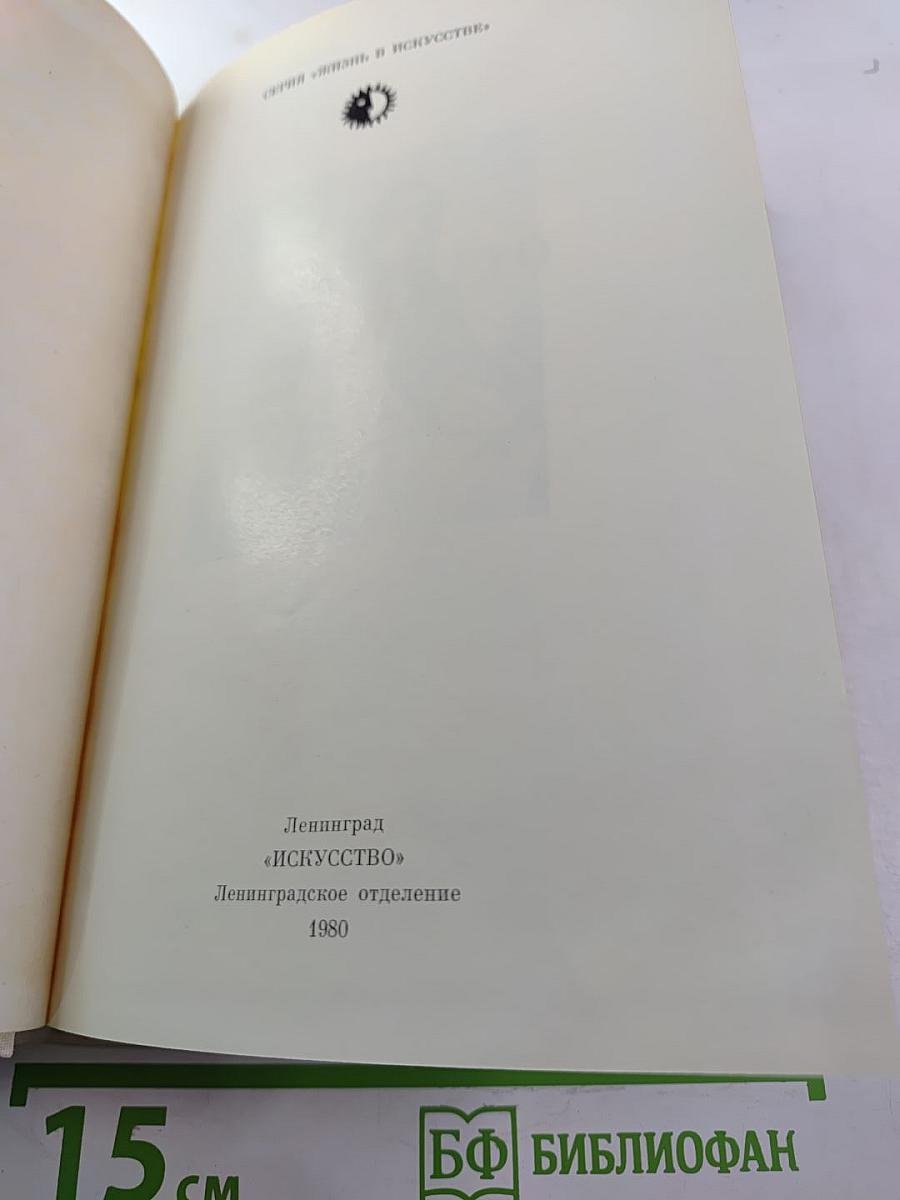 СЕРИЯ «ЖИЗНЬ В ИСКУССТВЕ»
Ленинград
«ИСКУССТВО»
Ленинградское отделение
1980
15 см
БФ БИБЛИОФАН